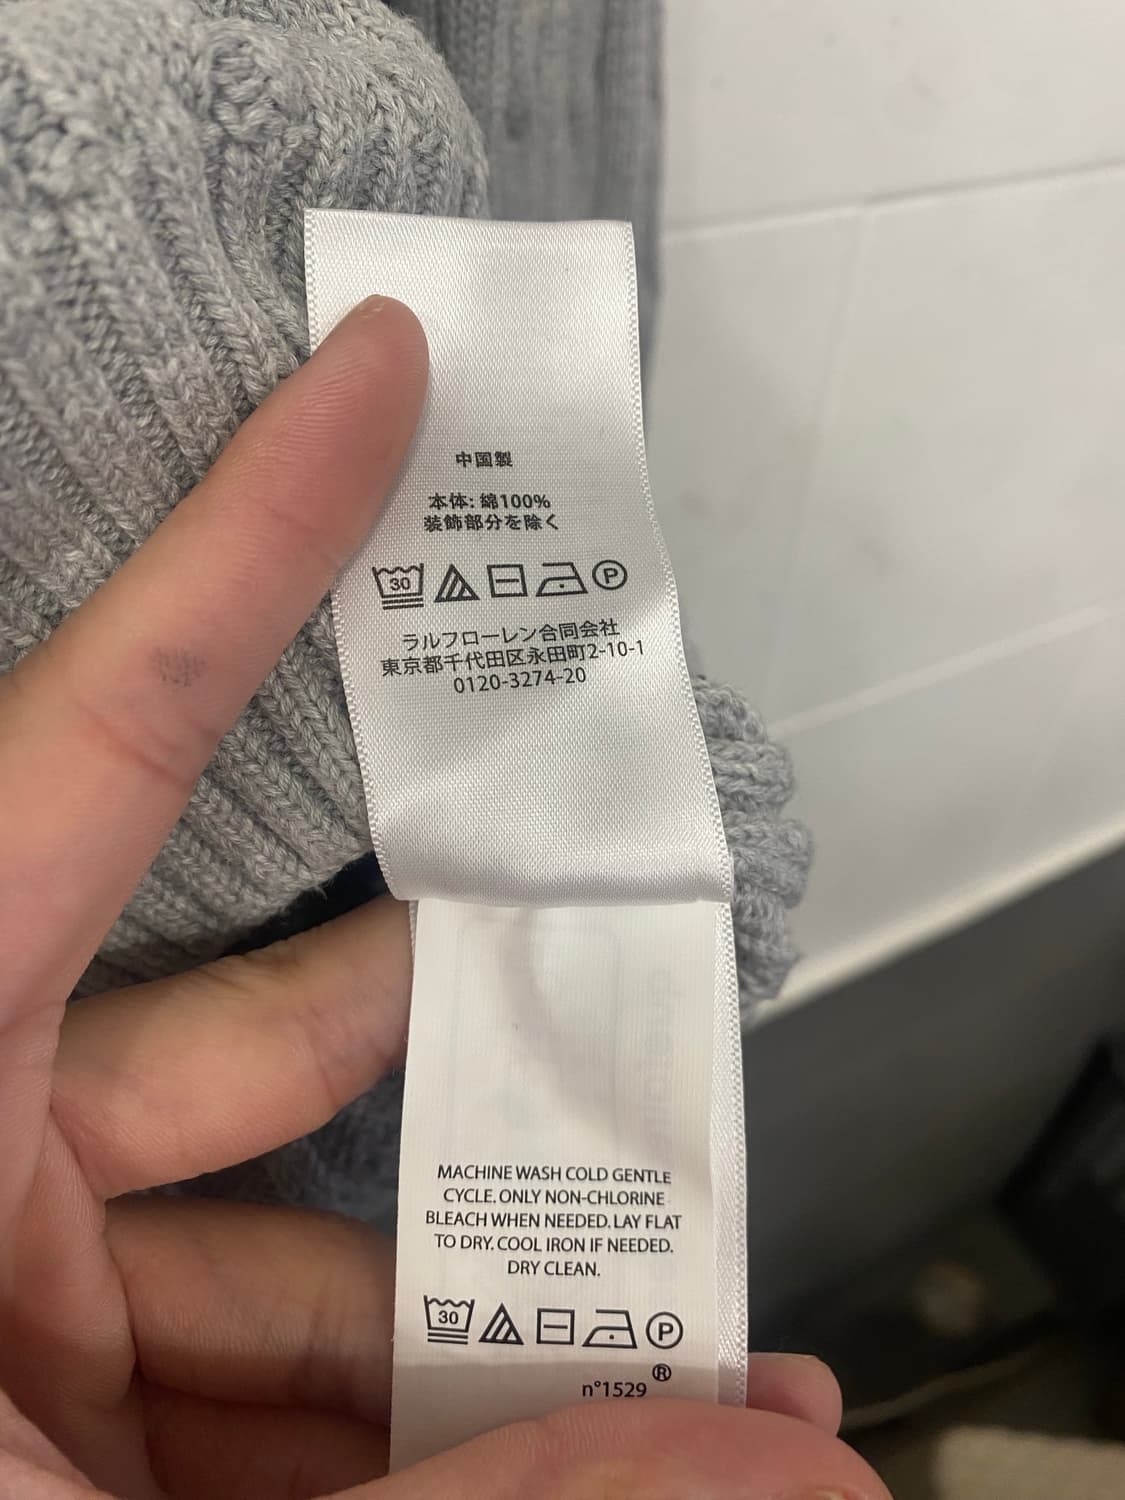 中国製
本体: 綿100%
装飾部分を除く
30
P
ラルフローレン合同会社
東京都千代田区永田町2-10-1
0120-3274-20
MACHINE WASH COLD GENTLE
CYCLE. ONLY NON-CHLORINE
BLEACH WHEN NEEDED. LAY FLAT
TO DRY. COOL IRON IF NEEDED.
DRY CLEAN.
30
P
®
n°1529